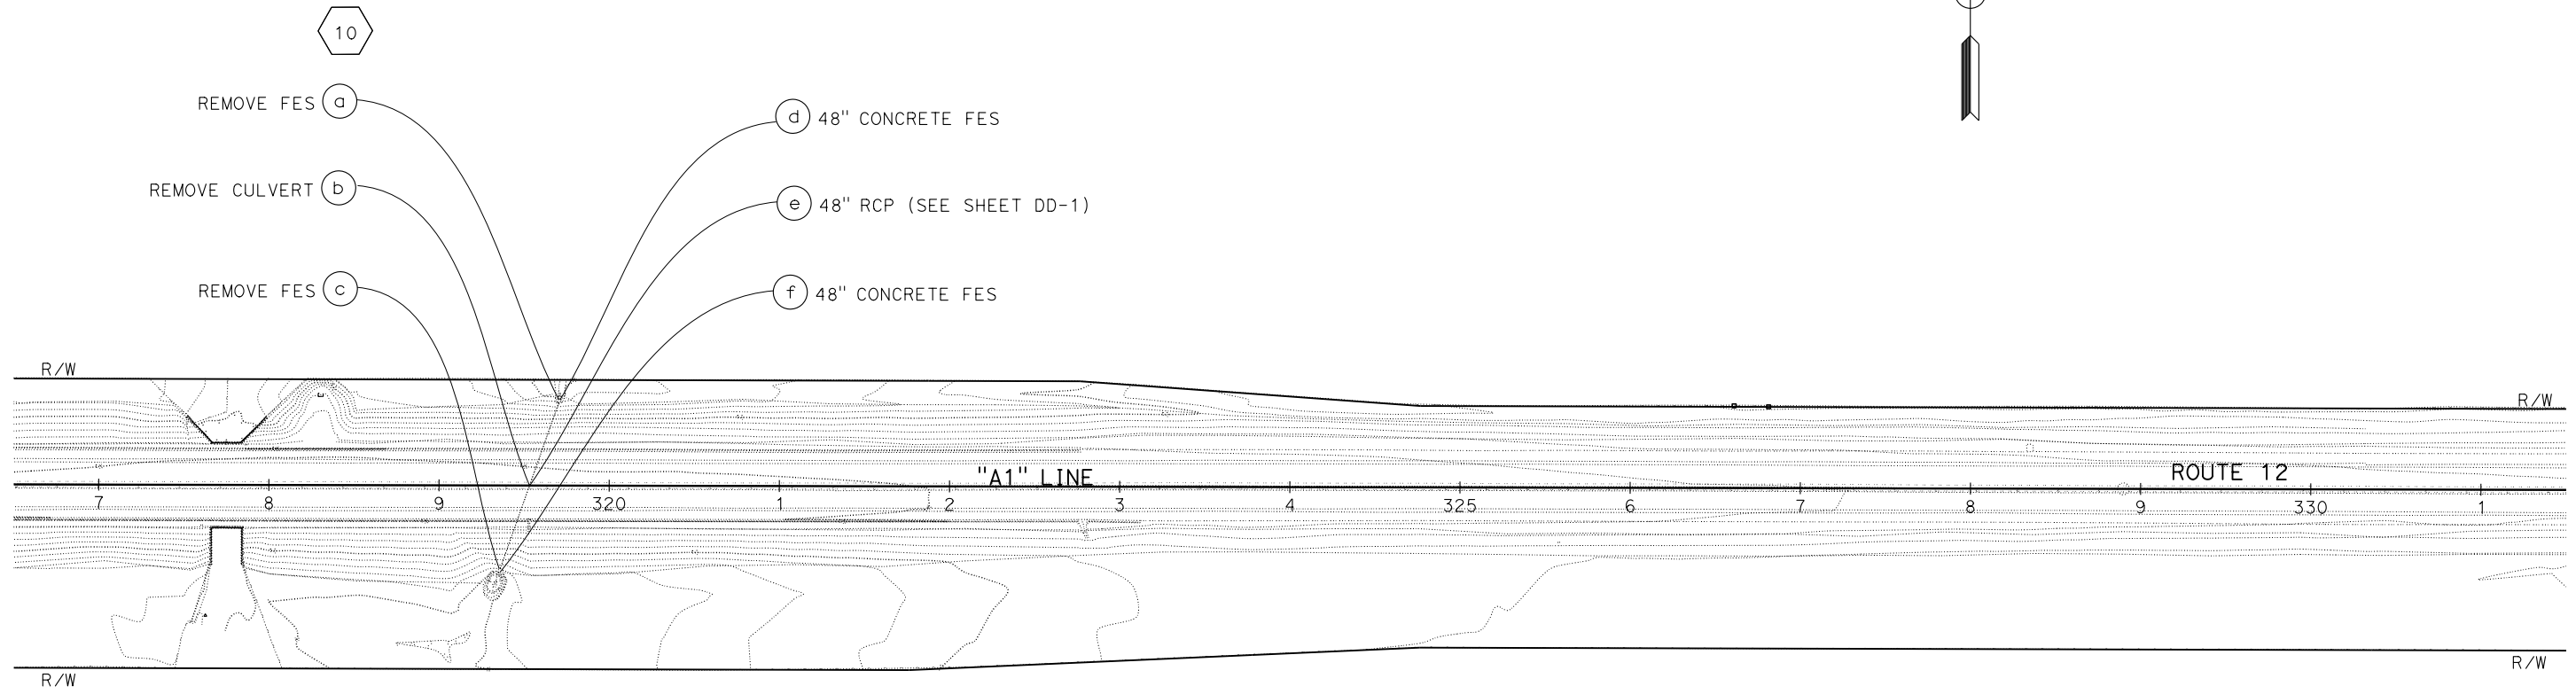 10
REMOVE FES a
d 48" CONCRETE FES
REMOVE CULVERT b
e 48" RCP (SEE SHEET DD-1)
REMOVE FES c
f 48" CONCRETE FES
R/W
R/W
"A1" LINE
ROUTE 12
7 8 9 320 1 2 3 4 325 6 7 8 9 330 1
R/W
R/W